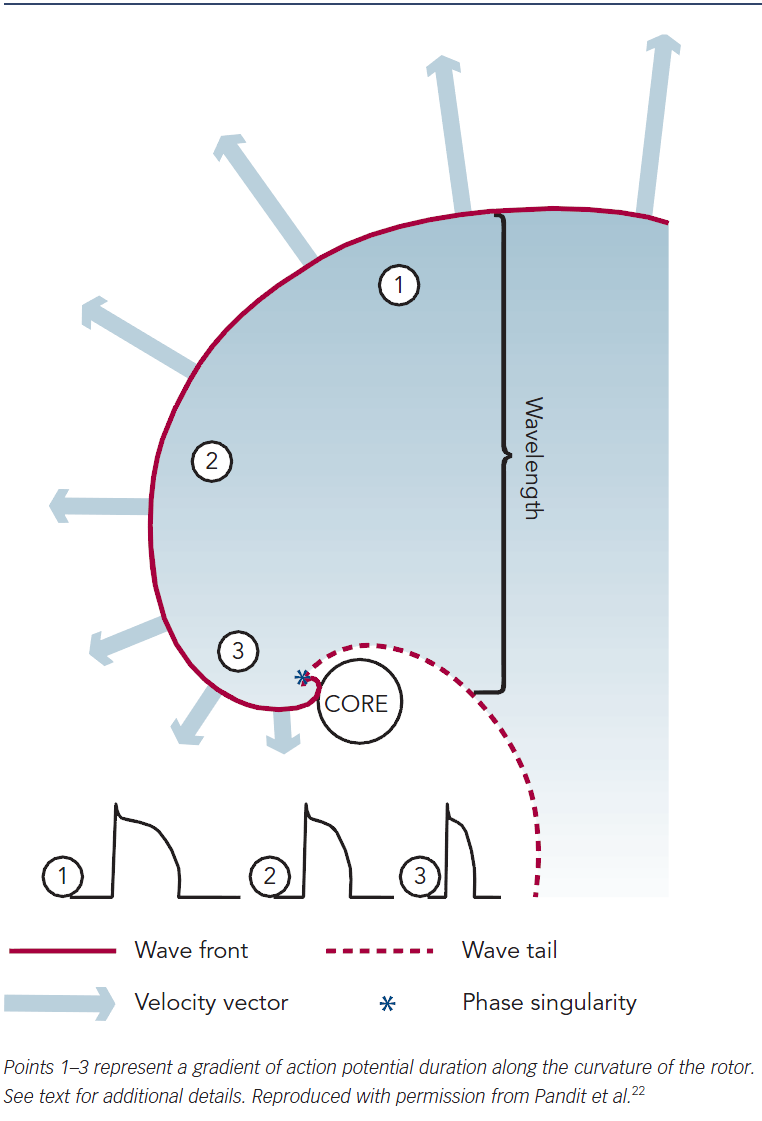 1
2
Wavelength
3
CORE
1
2
3
Wave front
Wave tail
Velocity vector
* Phase singularity
Points 1–3 represent a gradient of action potential duration along the curvature of the rotor.
See text for additional details. Reproduced with permission from Pandit et al.22